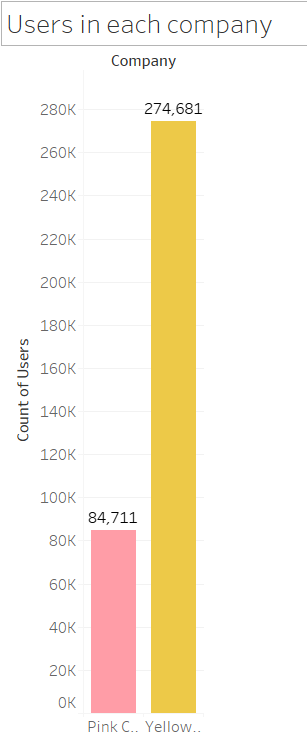 Users in each company
Company
280K
274,681
260K
240K
220K
200K
180K
160K
Count of Users
140K
120K
100K
84,711
80K
60K
40K
20K
0K
Pink C.. Yellow..